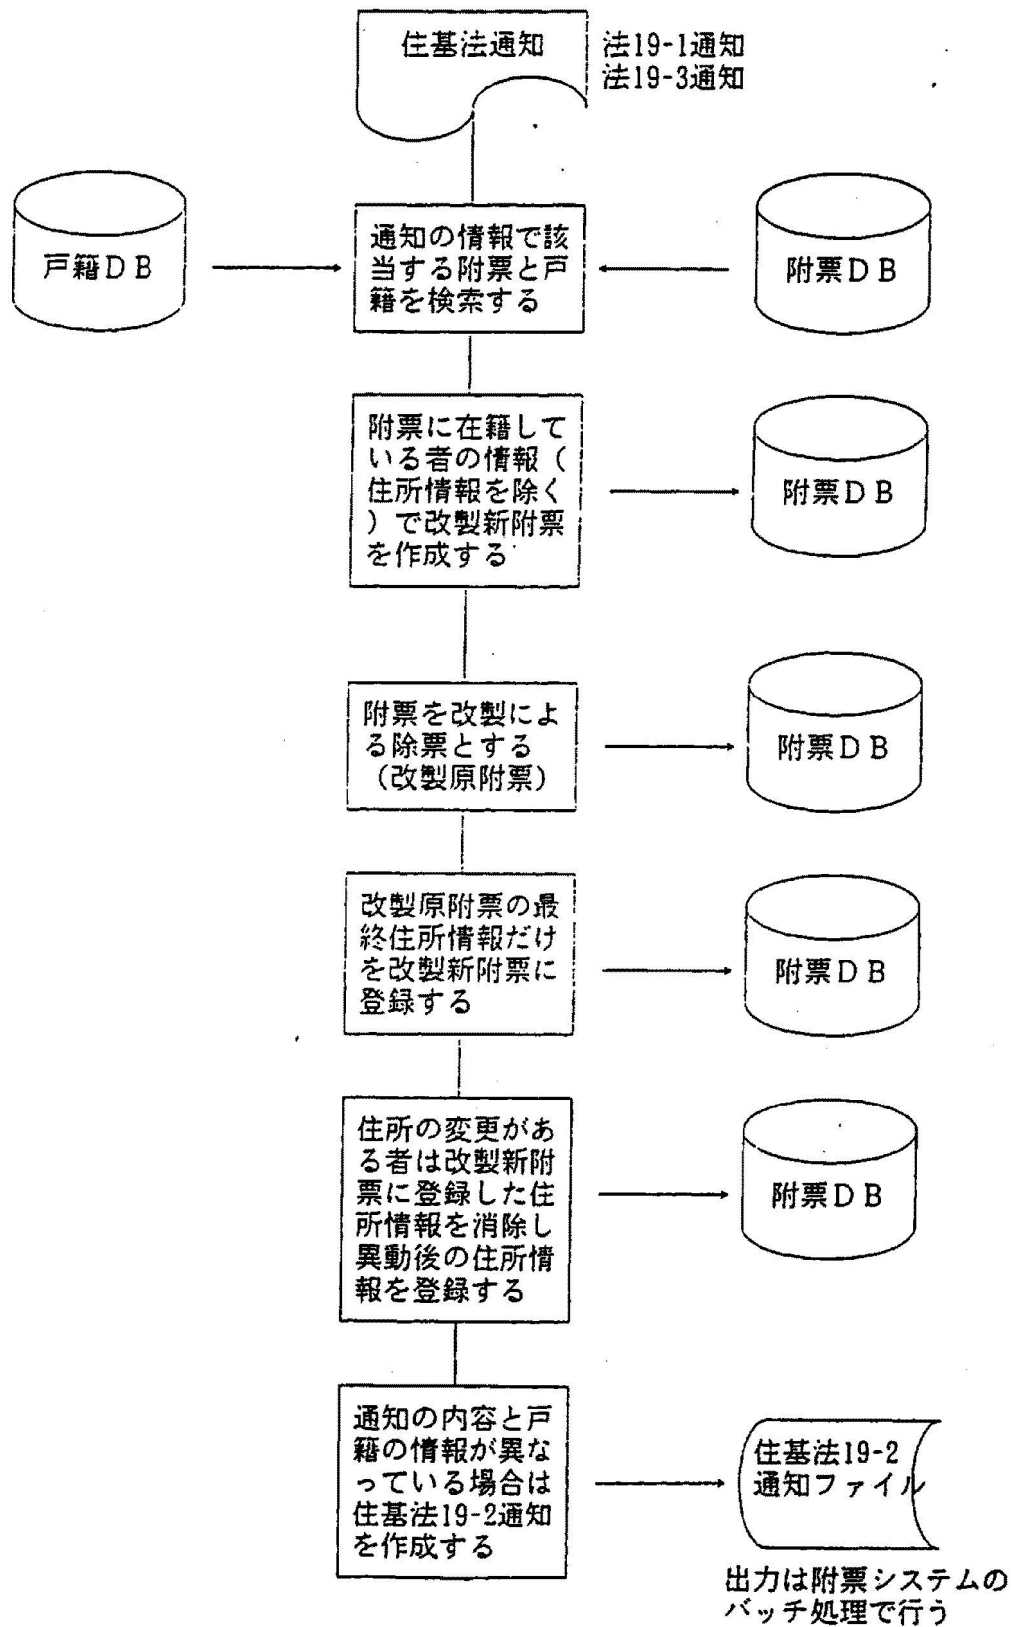 住基法通知
法19-1通知
法19-3通知
戸籍ＤＢ
通知の情報で該
当する附票と戸
籍を検索する
附票ＤＢ
附票に在籍して
いる者の情報（
住所情報を除く
）で改製新附票
を作成する
附票ＤＢ
附票を改製によ
る除票とする
（改製原附票）
附票ＤＢ
改製原附票の最
終住所情報だけ
を改製新附票に
登録する
附票ＤＢ
住所の変更があ
る者は改製新附
票に登録した住
所情報を消除し
異動後の住所情
報を登録する
附票ＤＢ
通知の内容と戸
籍の情報が異な
っている場合は
住基法19-2通知
を作成する
住基法19-2
通知ファイル
出力は附票システムの
バッチ処理で行う